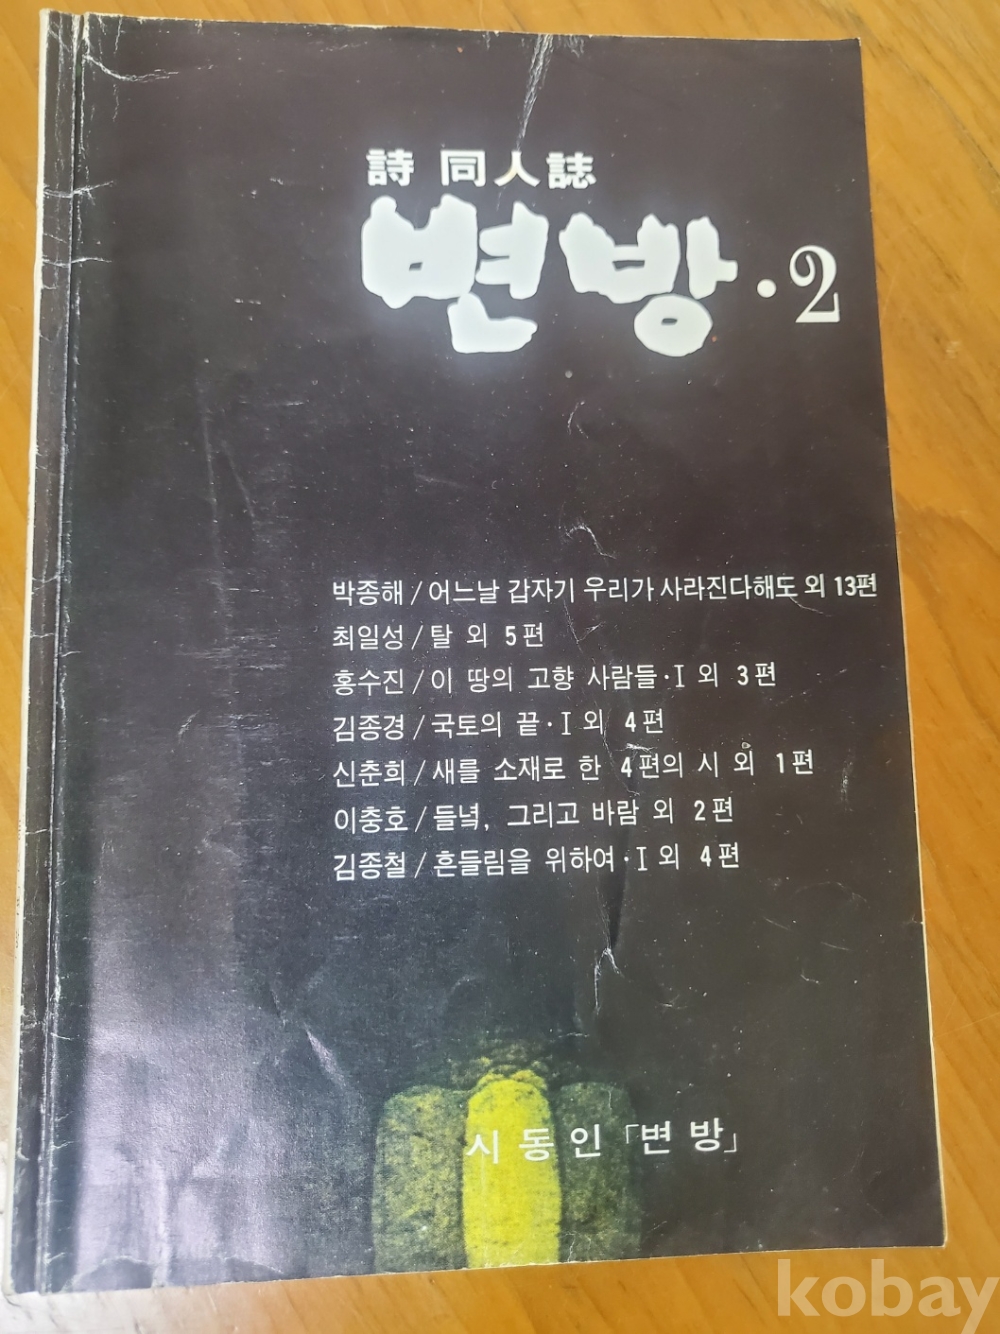 詩 同人誌
변방·2
박종해/어느날 갑자기 우리가 사라진다해도 외 13편
최일성/탈 외 5편
홍수진/이 땅의 고향 사람들·I 외 3편
김종경/국토의 끝·I 외 4편
신춘희/새를 소재로 한 4편의 시 외 1편
이충호/들녘, 그리고 바람 외 2편
김종철/흔들림을 위하여·I 외 4편
시동인「변방」
kobay